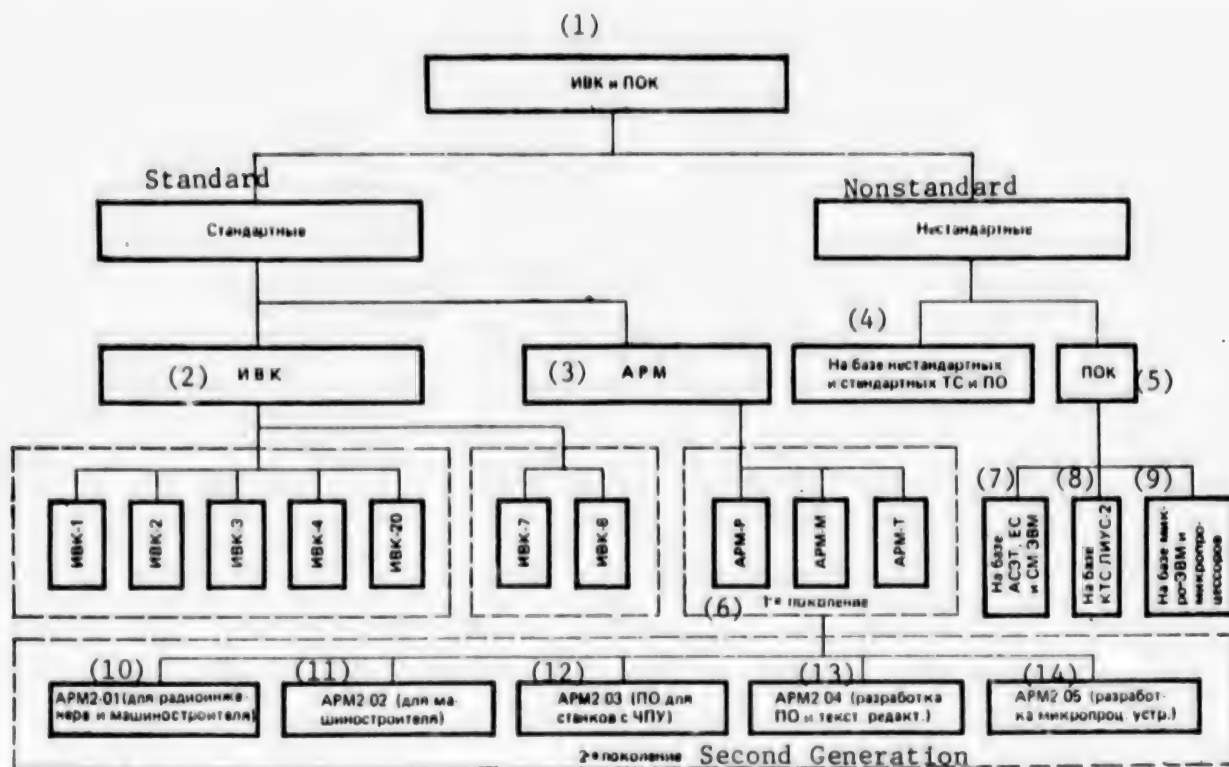 (1)
ИВК и ПОК
Standard
Nonstandard
Стандартные
Нестандартные
(2) ИВК
(3) АРМ
(4)
На базе нестандартных
и стандартных ТС и ПО
ПОК
(5)
ИВК-1
ИВК-2
ИВК-3
ИВК-4
ИВК-20
ИВК-7
ИВК-8
АРМ-Р
АРМ-М
АРМ-Т
(6)
1-е поколение
(7)
На базе
АСЭТ, ЕС
и СМ ЭВМ
(8)
На базе
КТС ЛИУС-2
(9)
На базе мик-
ро-ЭВМ и
микропро-
цессоров
(10)
АРМ2-01 (для радиоинже-
нера и машиностроителя)
(11)
АРМ2 02 (для ма-
шиностроителя)
(12)
АРМ2 03 (ПО для
станков с ЧПУ)
(13)
АРМ2 04 (разработка
ПО и текст. редакт.)
(14)
АРМ2 05 (разработ-
ка микропроц. устр.)
2-е поколение Second Generation